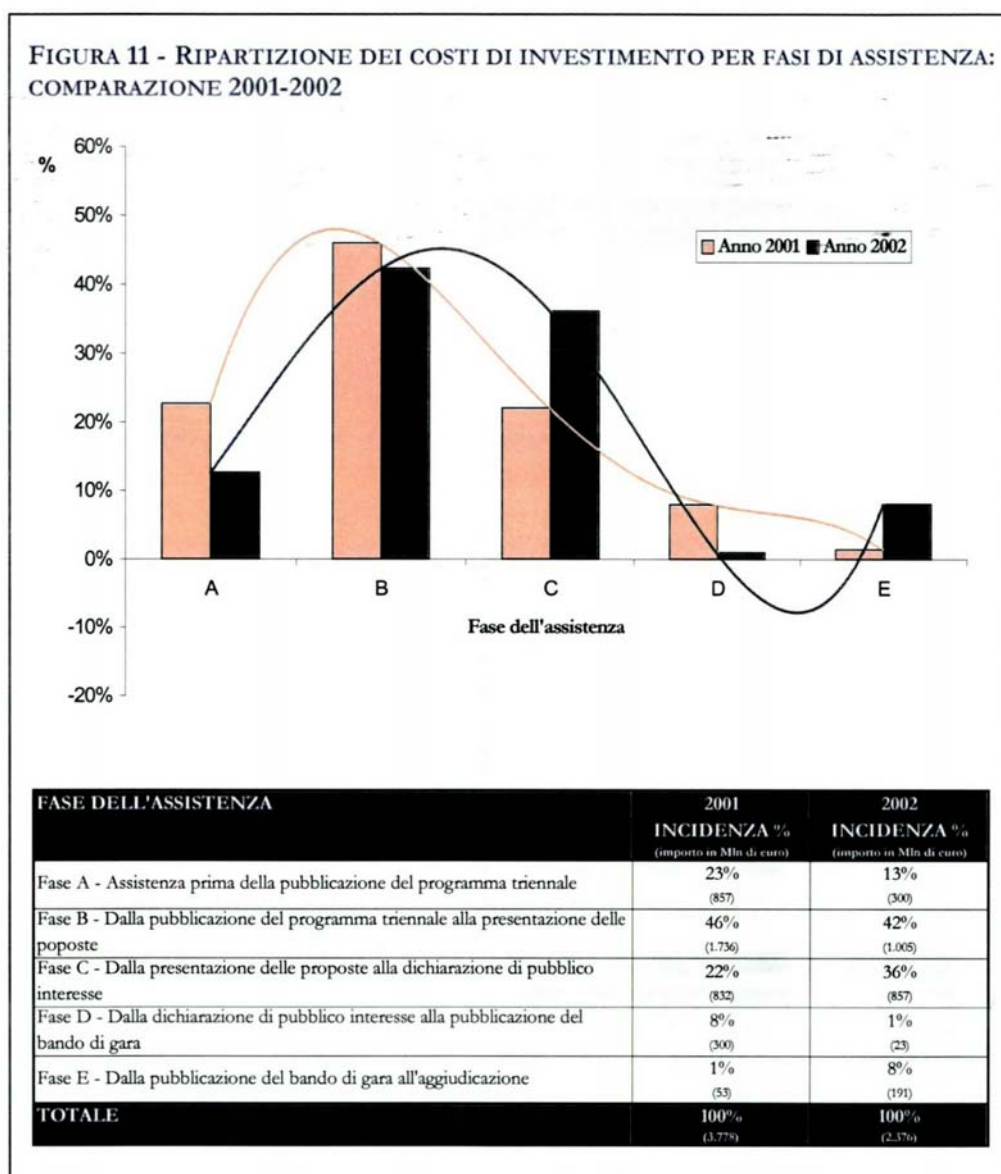 FIGURA 11 - RIPARTIZIONE DEI COSTI DI INVESTIMENTO PER FASI DI ASSISTENZA:
COMPARAZIONE 2001-2002
%
60%
50%
40%
30%
20%
10%
0%
-10%
-20%
Anno 2001 Anno 2002
A B C D E
Fase dell'assistenza
FASE DELL'ASSISTENZA 2001 2002
INCIDENZA % INCIDENZA %
(importo in Mln di euro) (importo in Mln di euro)
Fase A - Assistenza prima della pubblicazione del programma triennale 23% 13%
(857) (300)
Fase B - Dalla pubblicazione del programma triennale alla presentazione delle 46% 42%
poposte (1.736) (1.005)
Fase C - Dalla presentazione delle proposte alla dichiarazione di pubblico 22% 36%
interesse (832) (857)
Fase D - Dalla dichiarazione di pubblico interesse alla pubblicazione del 8% 1%
bando di gara (300) (23)
Fase E - Dalla pubblicazione del bando di gara all'aggiudicazione 1% 8%
(53) (191)
TOTALE 100% 100%
(3.778) (2.376)